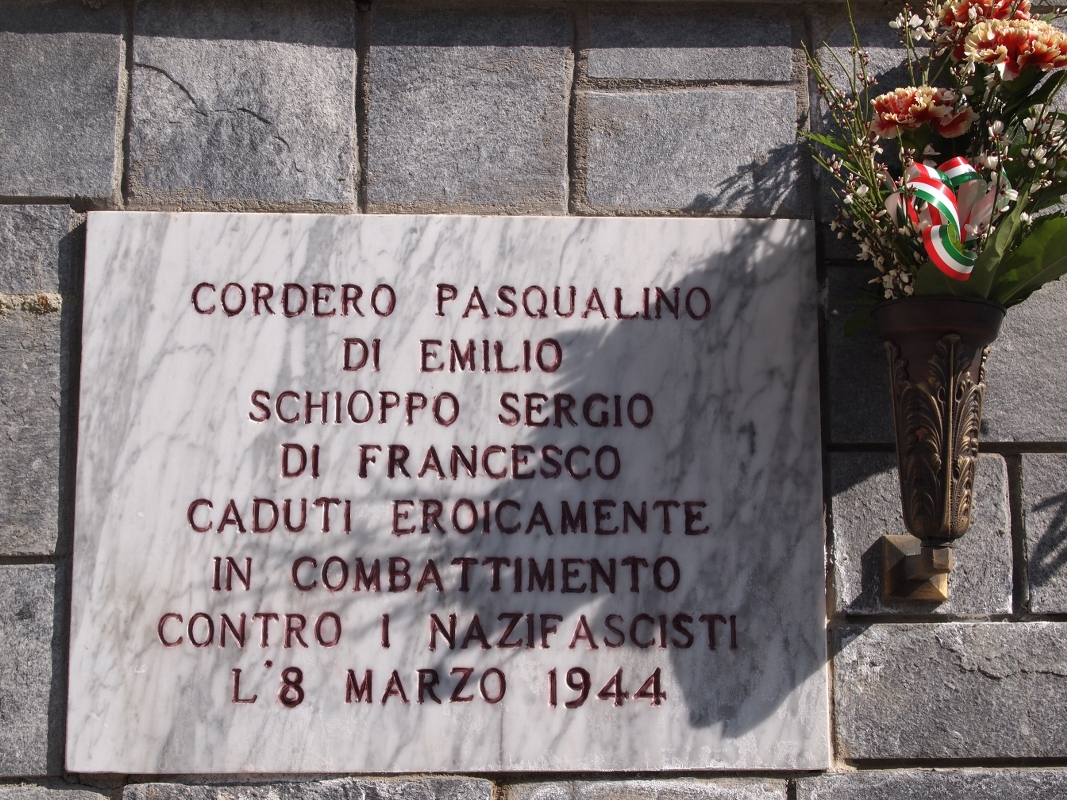 CORDERO PASQUALINO
DI EMILIO
SCHIOPPO SERGIO
DI FRANCESCO
CADUTI EROICAMENTE
IN COMBATTIMENTO
CONTRO I NAZIFASCISTI
L'8 MARZO 1944